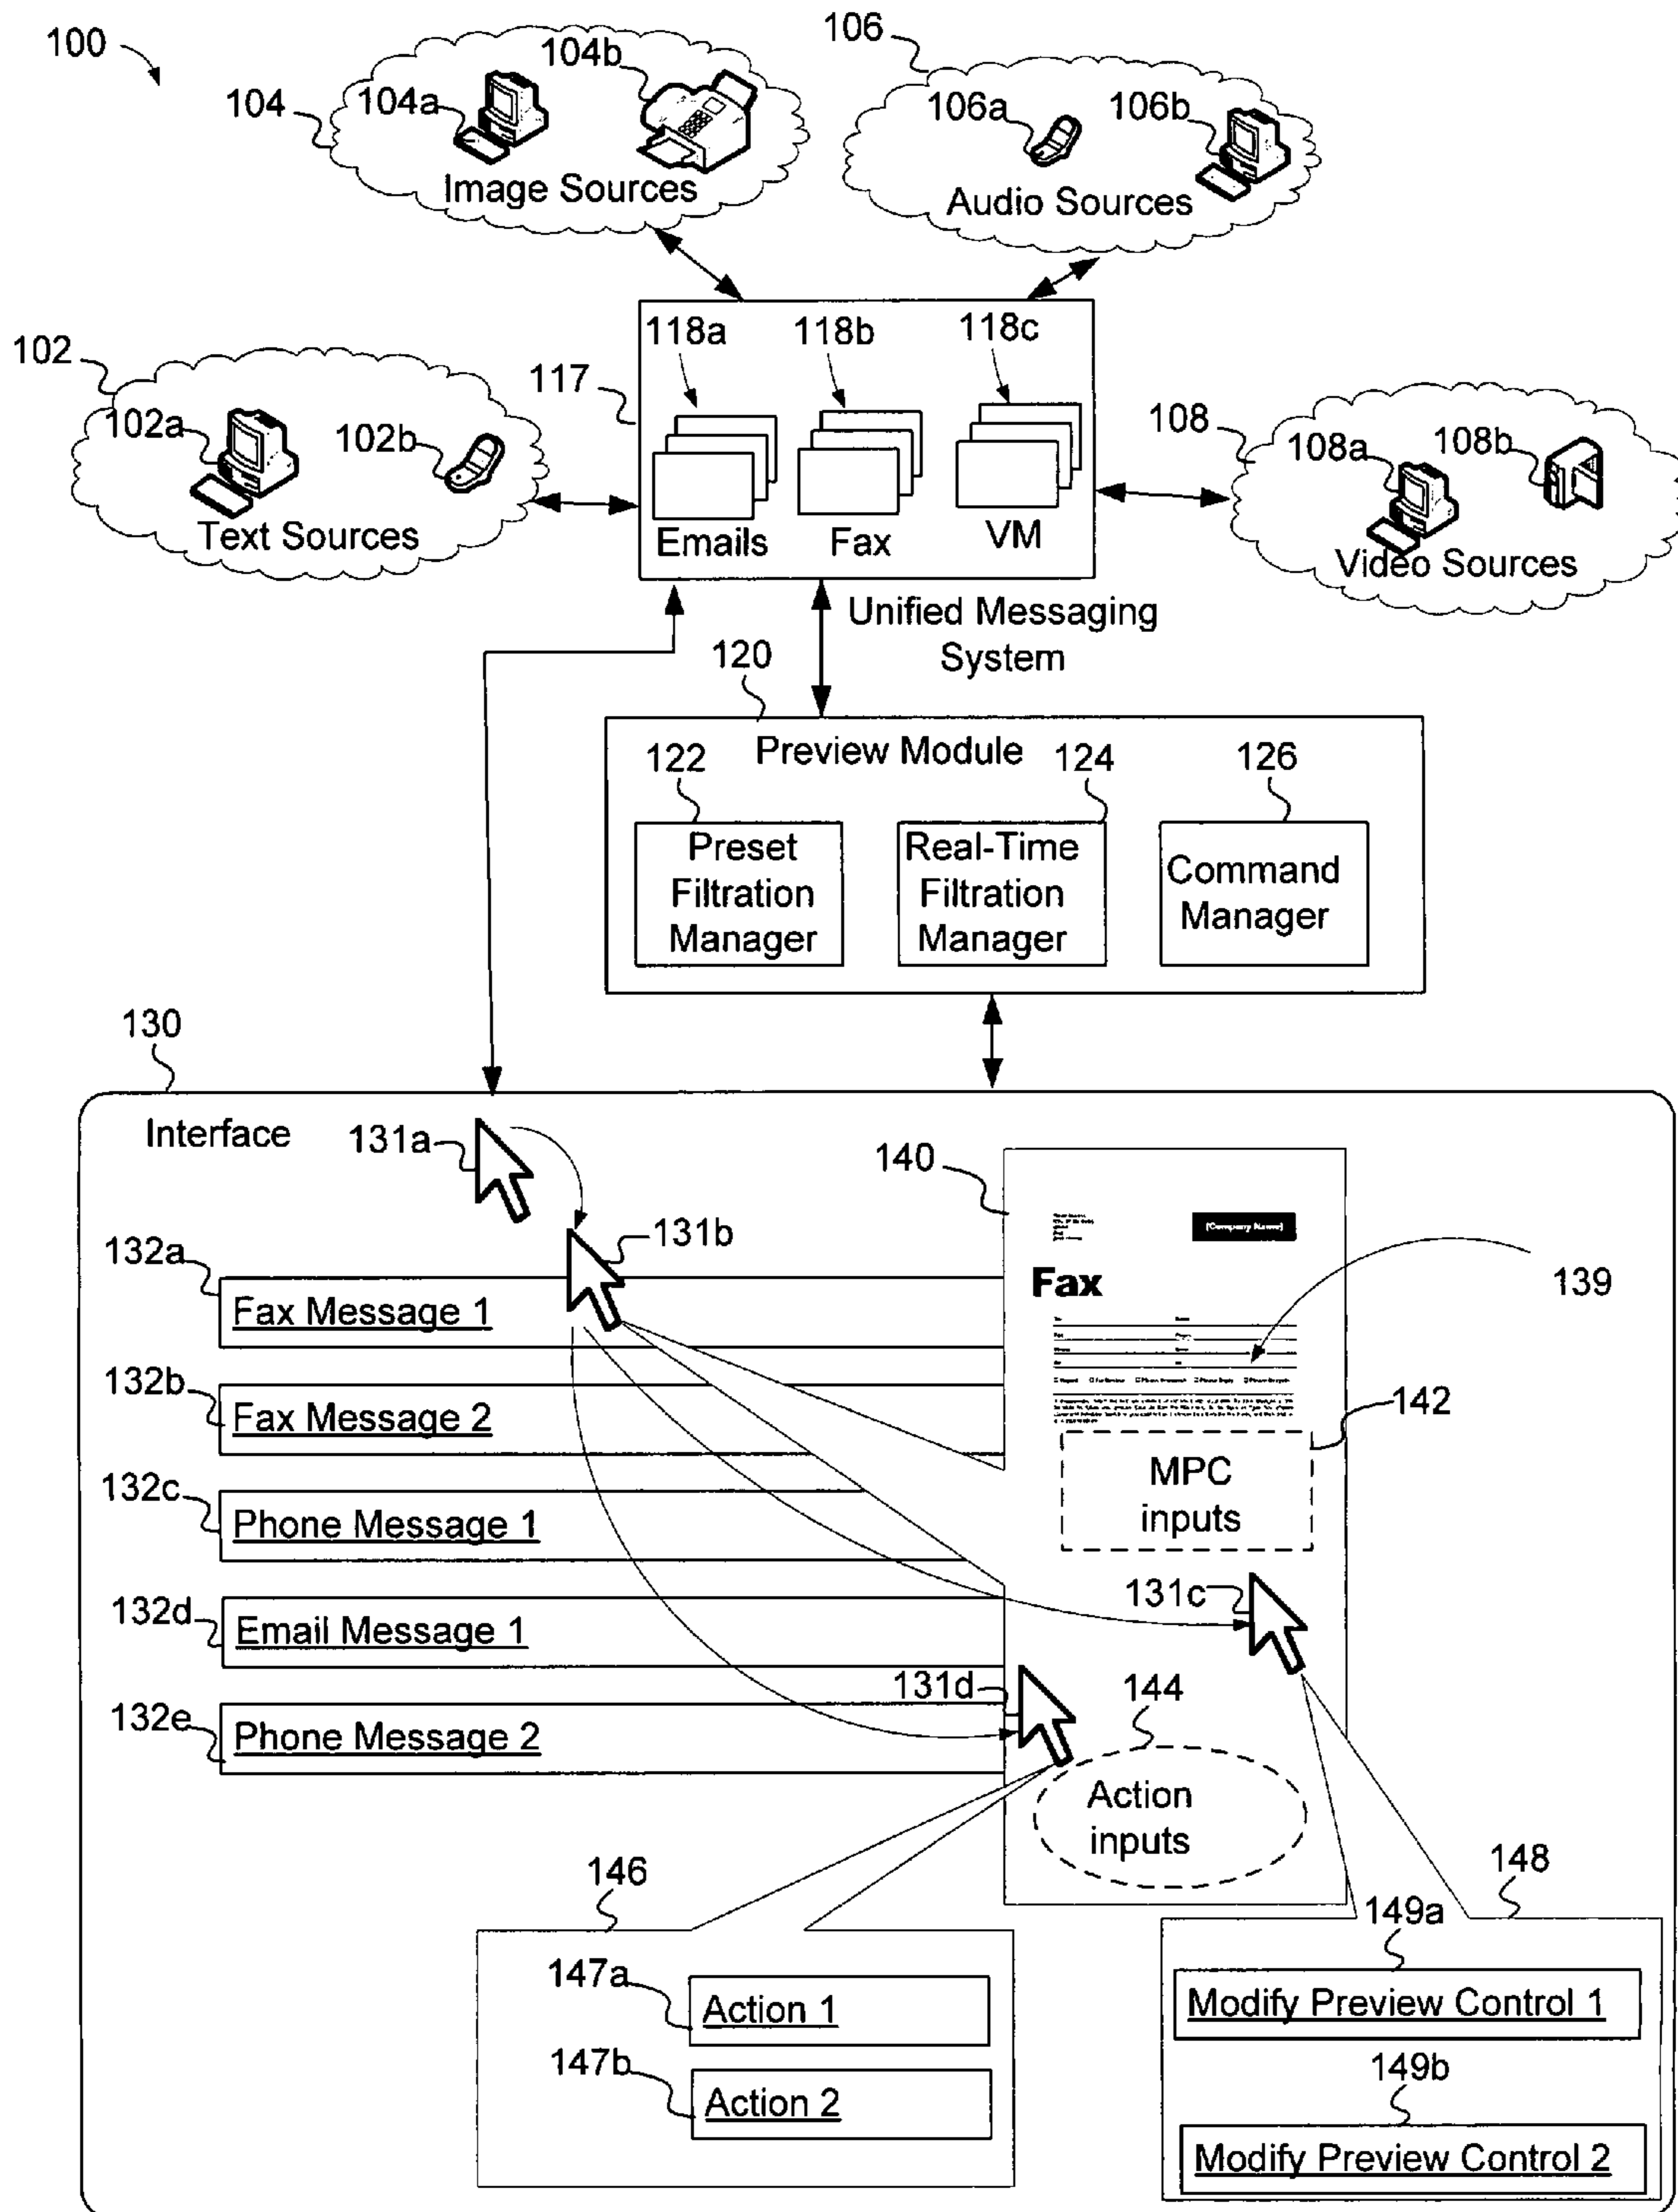 100
104
104a
104b
Image Sources
106
106a
106b
Audio Sources
102
102a
102b
Text Sources
117
118a
118b
118c
Emails
Fax
VM
108
108a
108b
Video Sources
Unified Messaging
System
120
Preview Module
122
124
126
Preset
Filtration
Manager
Real-Time
Filtration
Manager
Command
Manager
130
Interface
131a
131b
140
[Company Name]
Fax
139
132a
Fax Message 1
132b
Fax Message 2
142
MPC
inputs
132c
Phone Message 1
131c
132d
Email Message 1
131d
144
132e
Phone Message 2
Action
inputs
146
148
147a
Action 1
147b
Action 2
149a
Modify Preview Control 1
149b
Modify Preview Control 2